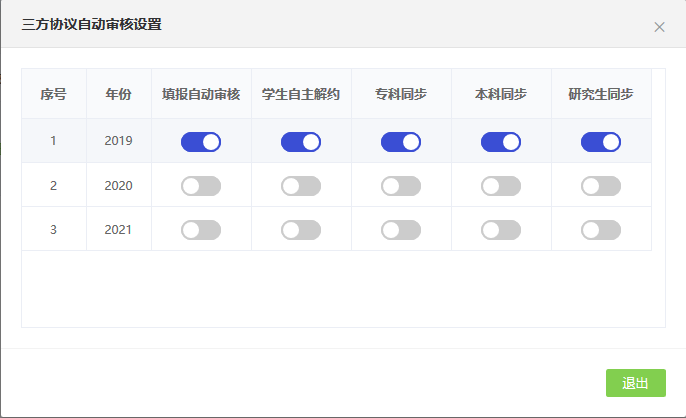 三方协议自动审核设置
序号 年份 填报自动审核 学生自主解约 专科同步 本科同步 研究生同步
1 2019
2 2020
3 2021
退出